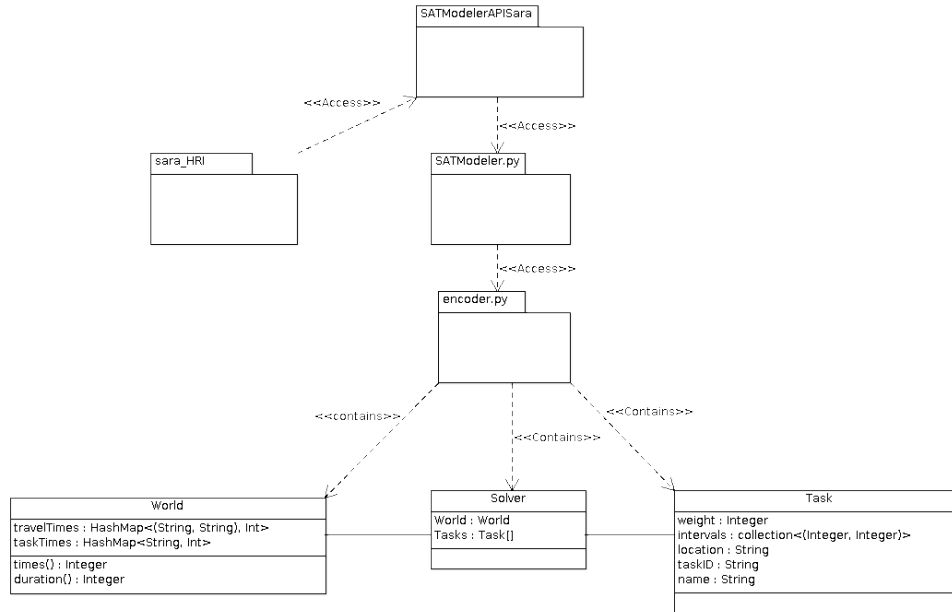 SATModelerAPISara
<<Access>>
<<Access>>
sara_HRI
SATModeler.py
<<Access>>
encoder.py
<<contains>>
<<Contains>>
<<Contains>>
World
travelTimes : HashMap<(String, String), Int>
taskTimes : HashMap<String, Int>
times() : Integer
duration() : Integer
Solver
World : World
Tasks : Task[]
Task
weight : Integer
intervals : collection<(Integer, Integer)>
location : String
taskID : String
name : String